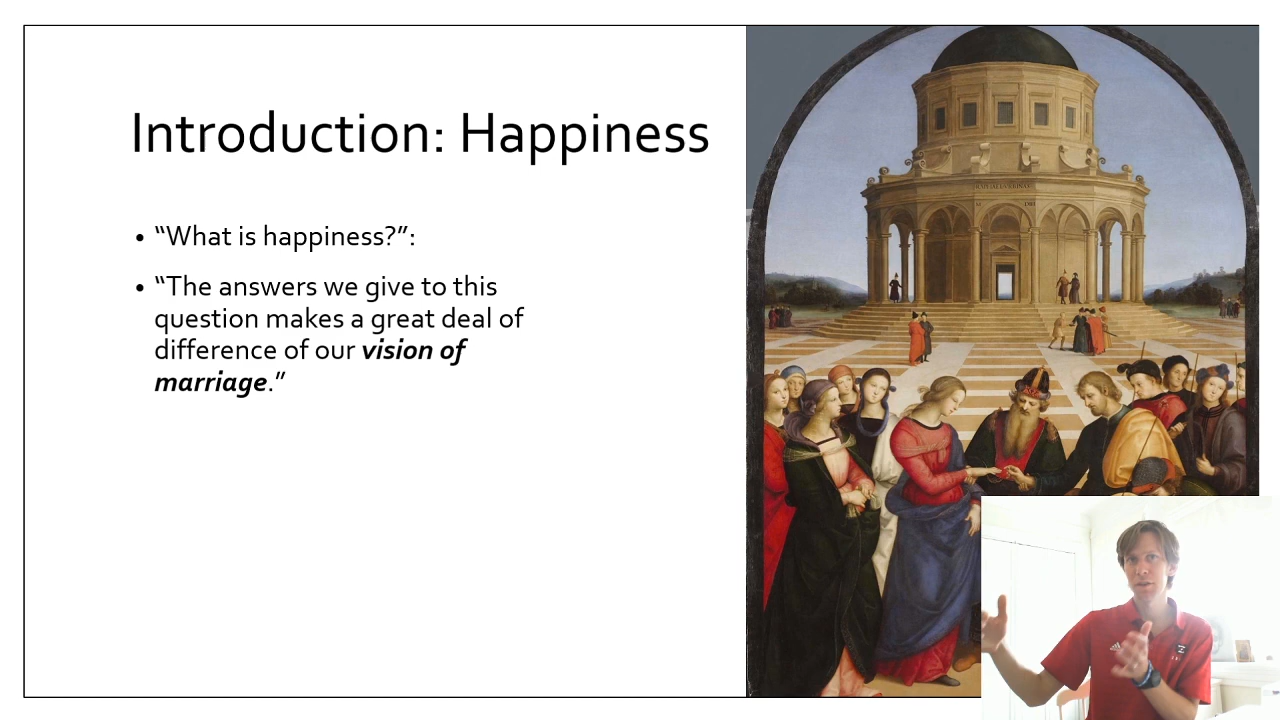 Introduction: Happiness
• “What is happiness?”:
• “The answers we give to this
question makes a great deal of
difference of our vision of
marriage.”